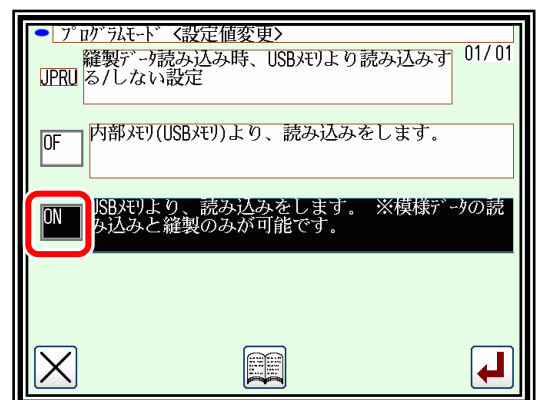 ﾌﾟﾛｸﾞﾗﾑﾓｰﾄﾞ〈設定値変更〉
01/01
JPRU 縫製ﾃﾞｰﾀ読み込み時、USBﾒﾓﾘより読み込みす
る/しない設定
OF 内部ﾒﾓﾘ(USBﾒﾓﾘ)より、読み込みをします。
ON USBﾒﾓﾘより、読み込みをします。 ※模様ﾃﾞｰﾀの読
み込みと縫製のみが可能です。